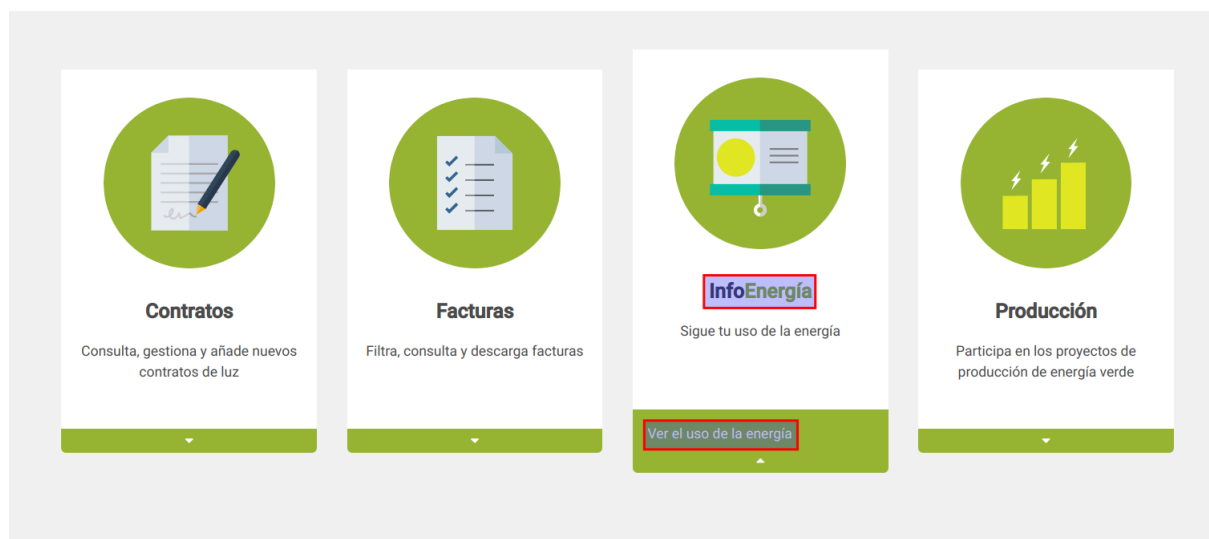 Contratos
Consulta, gestiona y añade nuevos
contratos de luz
Facturas
Filtra, consulta y descarga facturas
InfoEnergía
Sigue tu uso de la energía
Ver el uso de la energía
Producción
Participa en los proyectos de
producción de energía verde